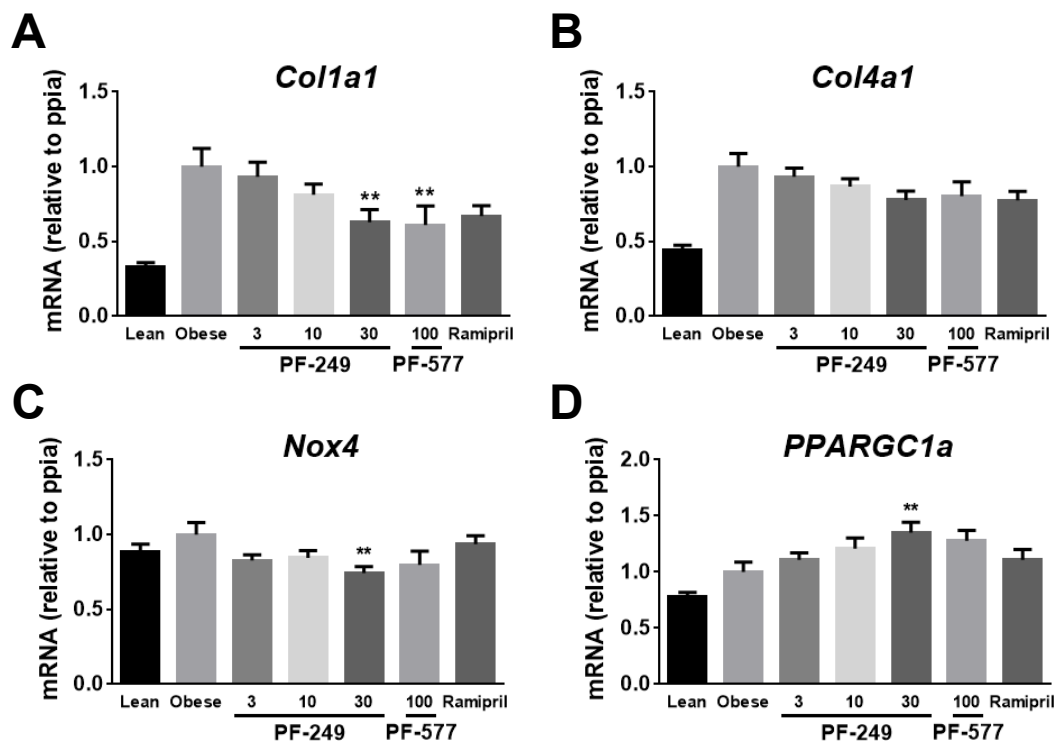 A
Col1a1
mRNA (relative to ppia)
1.5
1.0
0.5
0.0
** **
Lean Obese 3 10 30 100 Ramipril
PF-249 PF-577
B
Col4a1
mRNA (relative to ppia)
1.5
1.0
0.5
0.0
Lean Obese 3 10 30 100 Ramipril
PF-249 PF-577
C
Nox4
mRNA (relative to ppia)
1.5
1.0
0.5
0.0
**
Lean Obese 3 10 30 100 Ramipril
PF-249 PF-577
D
PPARGC1a
mRNA (relative to ppia)
2.0
1.5
1.0
0.5
0.0
**
Lean Obese 3 10 30 100 Ramipril
PF-249 PF-577